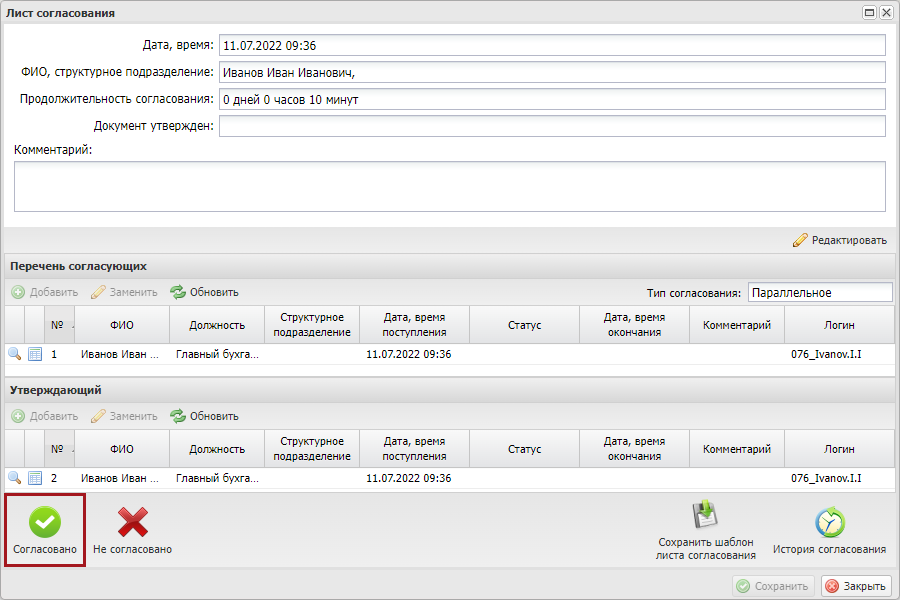 Лист согласования
Дата, время: 11.07.2022 09:36
ФИО, структурное подразделение: Иванов Иван Иванович,
Продолжительность согласования: 0 дней 0 часов 10 минут
Документ утвержден:
Комментарий:
Редактировать
Перечень согласующих
Добавить Заменить Обновить Тип согласования: Параллельное
№ ФИО Должность Структурное подразделение Дата, время поступления Статус Дата, время окончания Комментарий Логин
1 Иванов Иван ... Главный бухга... 11.07.2022 09:36 076_Ivanov.I.I
Утверждающий
Добавить Заменить Обновить
№ ФИО Должность Структурное подразделение Дата, время поступления Статус Дата, время окончания Комментарий Логин
2 Иванов Иван ... Главный бухга... 11.07.2022 09:36 076_Ivanov.I.I
Согласовано Не согласовано Сохранить шаблон листа согласования История согласования
Сохранить Закрыть